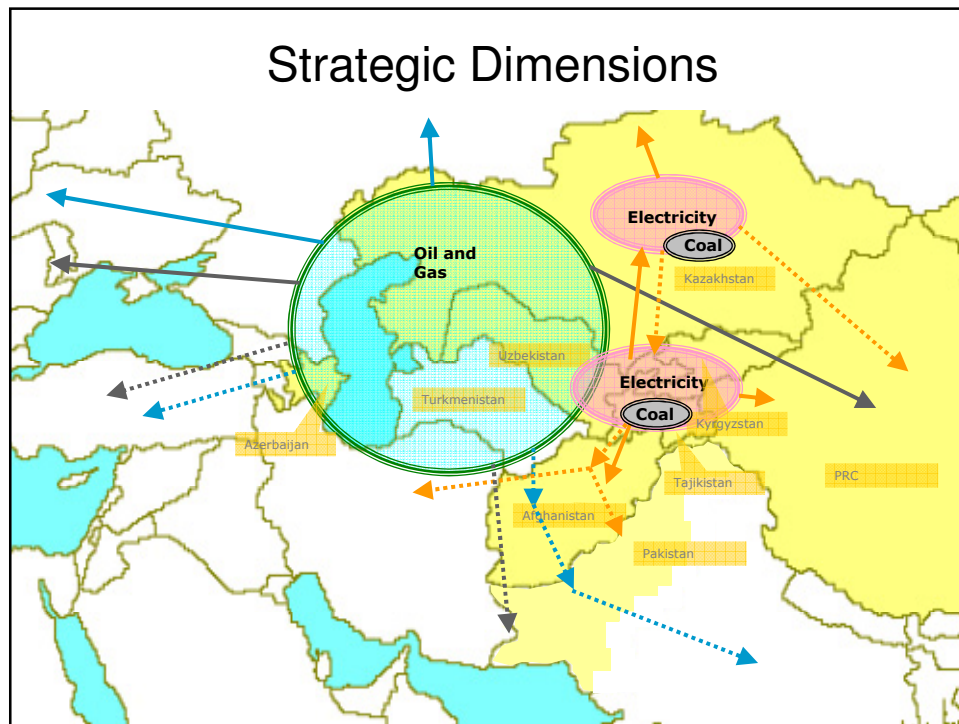 Strategic Dimensions
Electricity
Coal
Oil and
Gas
Kazakhstan
Uzbekistan
Electricity
Turkmenistan
Coal
Kyrgyzstan
Azerbaijan
Tajikistan
PRC
Afghanistan
Pakistan